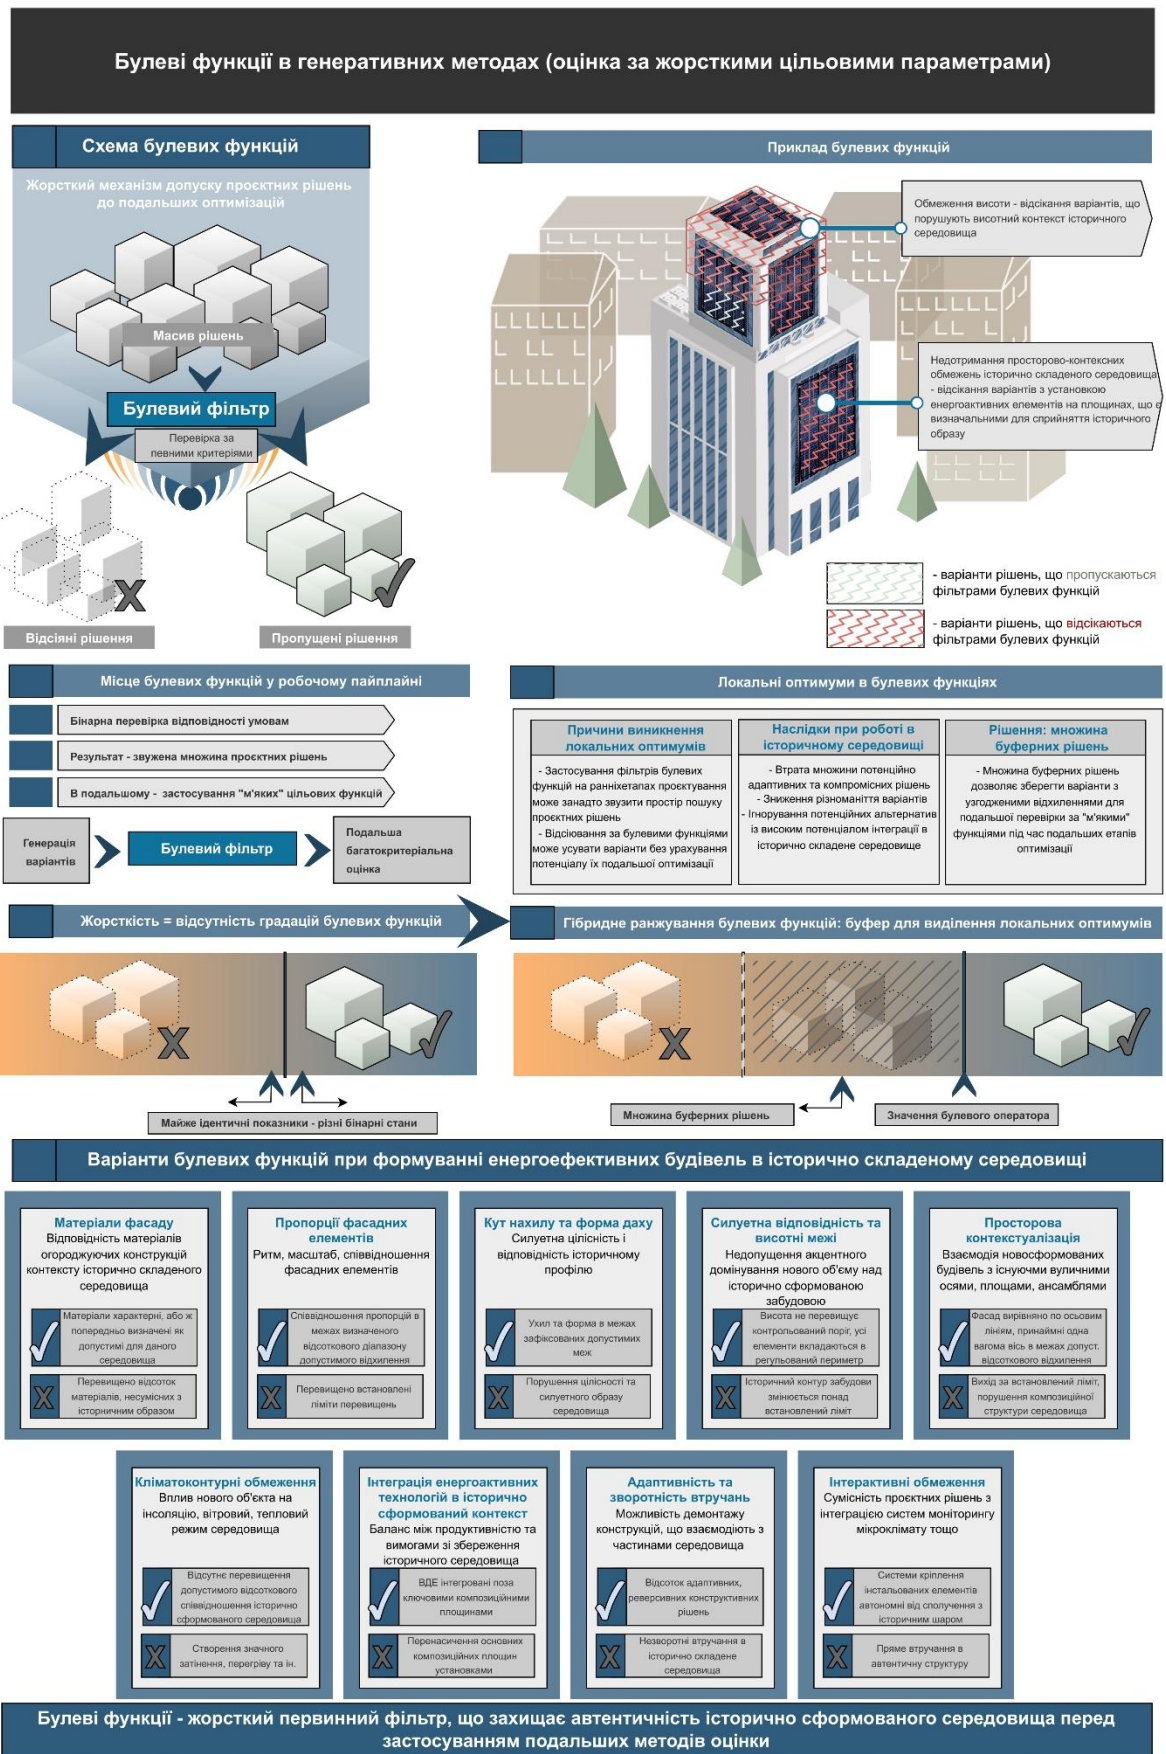 Булеві функції в генеративних методах (оцінка за жорсткими цільовими параметрами)
Схема булевих функцій
Жорсткий механізм допуску проєктних рішень
до подальших оптимізацій
Масив рішень
Булевий фільтр
Перевірка за
певними критеріями
Відсіяні рішення
Пропущені рішення
Приклад булевих функцій
Обмеження висоти - відсікання варіантів, що
порушують висотний контекст історичного
середовища
Недотримання просторово-контексних
обмежень історично складеного середовища
- відсікання варіантів з установкою
енергоактивних елементів на площинах, що є
визначальними для сприйняття історичного
образу
- варіанти рішень, що пропускаються
фільтрами булевих функцій
- варіанти рішень, що відсікаються
фільтрами булевих функцій
Місце булевих функцій у робочому пайплайні
Бінарна перевірка відповідності умовам
Результат - звужена множина проєктних рішень
В подальшому - застосування "м'яких" цільових функцій
Генерація
варіантів
Булевий фільтр
Подальша
багатокритеріальна
оцінка
Локальні оптимуми в булевих функціях
Причини виникнення
локальних оптимумів
- Застосування фільтрів булевих
функцій на ранніхетапах проєктування
може занадто звузити простір пошуку
проєктних рішень
- Відсіювання за булевими функціями
може усувати варіанти без урахування
потенціалу їх подальшої оптимізації
Наслідки при роботі в
історичному середовищі
- Втрата множини потенційно
адаптивних та компромісних рішень
- Зниження різноманіття варіантів
- Ігнорування потенційних альтернатив
із високим потенціалом інтеграції в
історично складене середовище
Рішення: множина
буферних рішень
- Множина буферних рішень
дозволяє зберегти варіанти з
узгодженими відхиленнями для
подальшої перевірки за "м'якими"
функціями під час подальших етапів
оптимізації
Жорсткість = відсутність градацій булевих функцій
Майже ідентичні показники - різні бінарні стани
Гібридне ранжування булевих функцій: буфер для виділення локальних оптимумів
Множина буферних рішень
Значення булевого оператора
Варіанти булевих функцій при формуванні енергоефективних будівель в історично складеному середовищі
Матеріали фасаду
Відповідність матеріалів
огороджуючих конструкцій
контексту історично складеного
середовища
Матеріали характерні, або ж
попередньо визначені як
допустимі для даного
середовища
Перевищено відсоток
матеріалів, несумісних з
історничним образом
Пропорції фасадних
елементів
Ритм, масштаб, співвідношення
фасадних елементів
Співвідношення пропорцій в
межах визначеного
відсоткового діапазону
допустимого відхилення
Перевищено встановлені
ліміти перевищень
Кут нахилу та форма даху
Силуетна цілісність і
відповідність історичному
профілю
Ухил та форма в межах
зафіксованих допустимих
меж
Порушення цілісності та
силуетного образу
середовища
Силуетна відповідність та
висотні межі
Недопущення акцентного
домінування нового об'єму над
історично сформованою
забудовою
Висота не перевищує
контрольований поріг, усі
елементи вкладаються в
регульований периметр
Історичний контур забудови
змінюється понад
встановлений ліміт
Просторова
контекстуалізація
Взаємодія новосформованих
будівель з існуючими вуличними
осями, площами, ансамблями
Фасад вирівняно по осьовим
лініям, принаймні одна
вагома вісь в межах допуст.
відсоткового відхилення
Вихід за встановлений ліміт,
порушення композиційної
структури середовища
Кліматоконтурні обмеження
Вплив нового об'єкта на
інсоляцію, вітровий, тепловий
режим середовища
Відсутнє перевищення
допустимого відсоткового
співвідношення історично
сформованого середовища
Створення значного
затінення, перегріву та ін.
Інтеграція енергоактивних
технологій в історично
сформований контекст
Баланс між продуктивністю та
вимогами зі збереження
історичного середовища
ВДЕ інтегровані поза
ключовими композиційними
площинами
Перенасичення основних
композиційних площин
установками
Адаптивність та
зворотність втручань
Можливість демонтажу
конструкцій, що взаємодіють з
частинами середовища
Відсоток адаптивних,
реверсивних конструктивних
рішень
Незворотні втручання в
історично складене
середовища
Інтерактивні обмеження
Сумісність проєктних рішень з
інтеграцією систем моніторингу
мікроклімату тощо
Системи кріплення
інстальованих елементів
автономні від сполучення з
історичним шаром
Пряме втручання в
автентичну структуру
Булеві функції - жорсткий первинний фільтр, що захищає автентичність історично сформованого середовища перед
застосуванням подальших методів оцінки